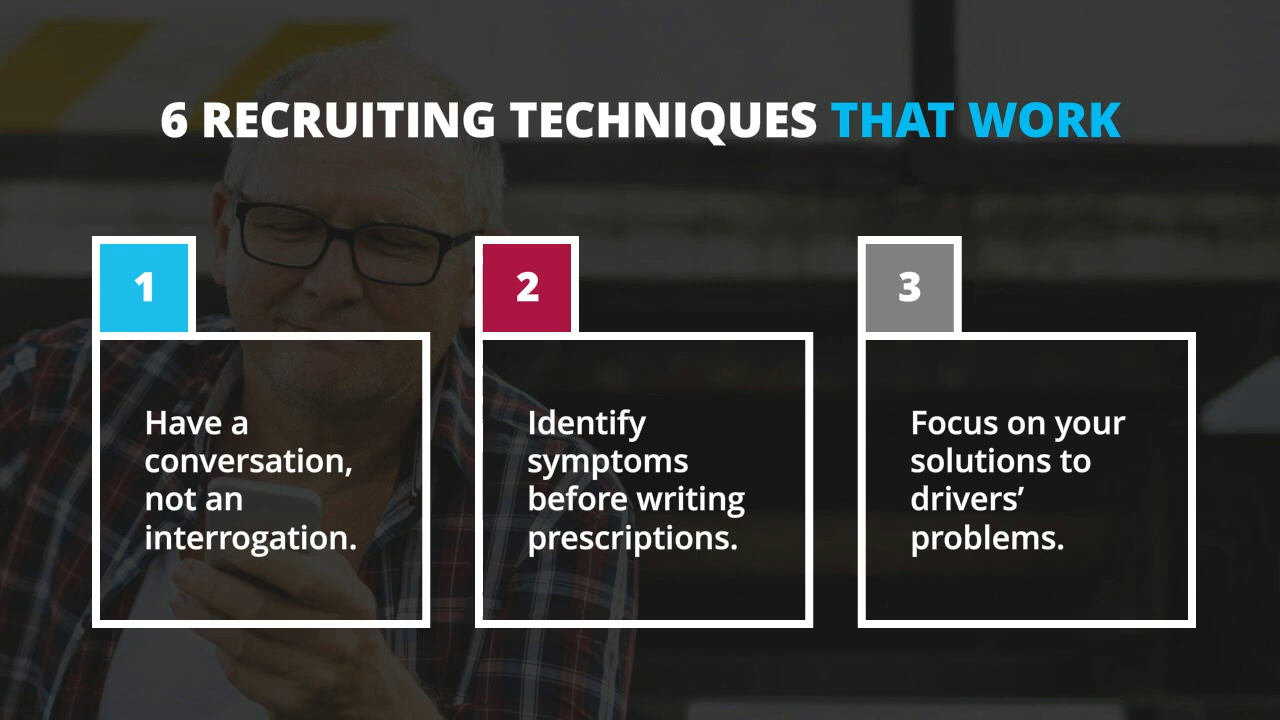 6 RECRUITING TECHNIQUES THAT WORK
1
Have a
conversation,
not an
interrogation.
2
Identify
symptoms
before writing
prescriptions.
3
Focus on your
solutions to
drivers’
problems.